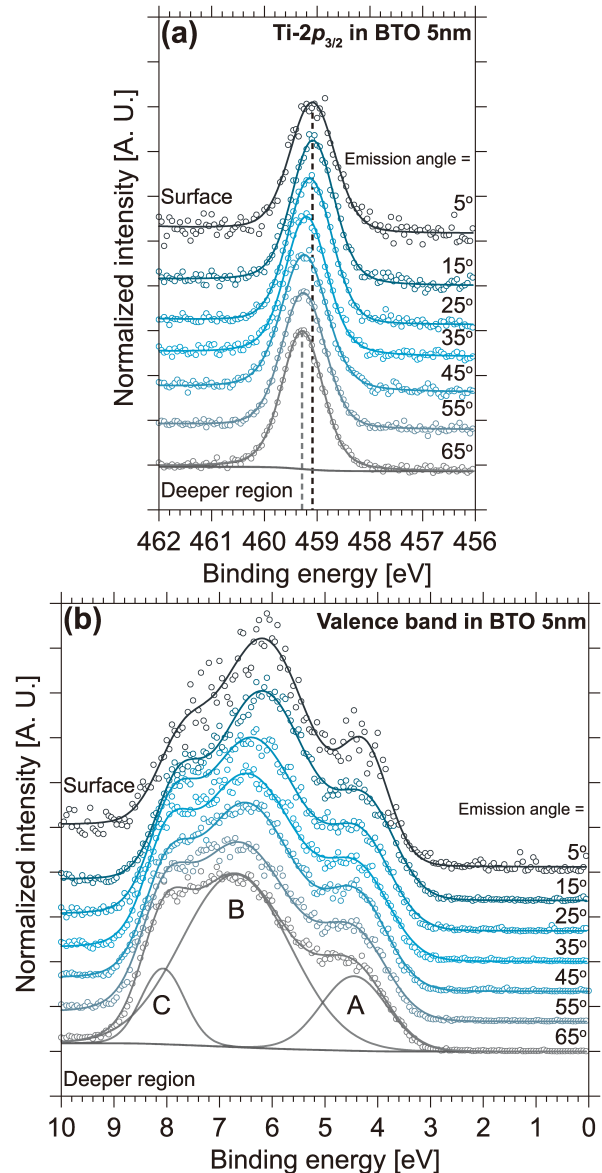 (a) Ti-2p3/2 in BTO 5nm
Emission angle =
Surface
5º
15º
25º
35º
45º
55º
65º
Deeper region
Normalized intensity [A. U.]
462 461 460 459 458 457 456
Binding energy [eV]
(b) Valence band in BTO 5nm
Surface
Emission angle =
5º
15º
25º
35º
45º
55º
65º
B
C
A
Deeper region
Normalized intensity [A. U.]
10 9 8 7 6 5 4 3 2 1 0
Binding energy [eV]